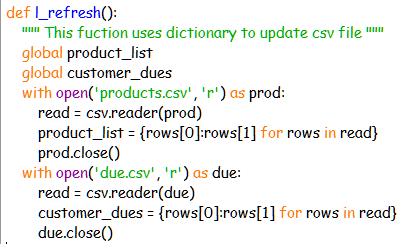 def l_refresh():
""" This fuction uses dictionary to update csv file """
global product_list
global customer_dues
with open('products.csv', 'r') as prod:
read = csv.reader(prod)
product_list = {rows[0]:rows[1] for rows in read}
prod.close()
with open('due.csv', 'r') as due:
read = csv.reader(due)
customer_dues = {rows[0]:rows[1] for rows in read}
due.close()